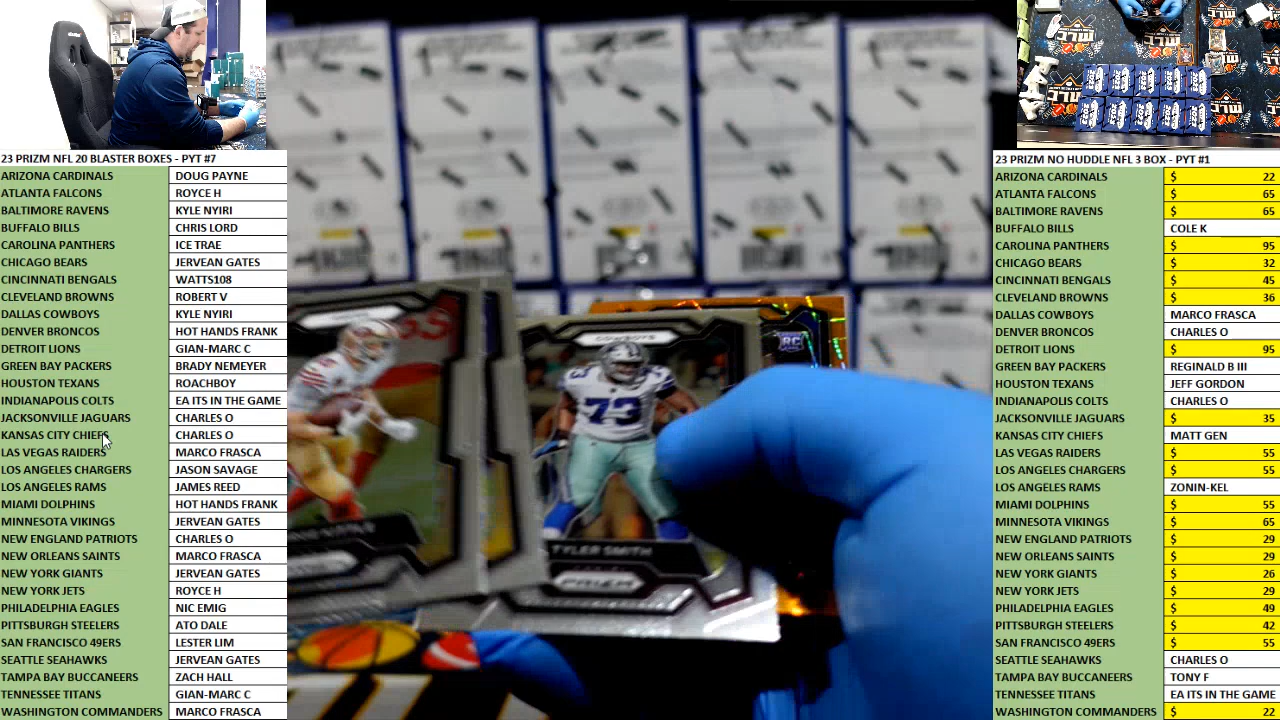 23 PRIZM NFL 20 BLASTER BOXES - PYT #7
ARIZONA CARDINALS DOUG PAYNE
ATLANTA FALCONS ROYCE H
BALTIMORE RAVENS KYLE NYIRI
BUFFALO BILLS CHRIS LORD
CAROLINA PANTHERS ICE TRAE
CHICAGO BEARS JERVEAN GATES
CINCINNATI BENGALS WATTS108
CLEVELAND BROWNS ROBERT V
DALLAS COWBOYS KYLE NYIRI
DENVER BRONCOS HOT HANDS FRANK
DETROIT LIONS GIAN-MARC C
GREEN BAY PACKERS BRADY NEMEYER
HOUSTON TEXANS ROACHBOY
INDIANAPOLIS COLTS EA ITS IN THE GAME
JACKSONVILLE JAGUARS CHARLES O
KANSAS CITY CHIEFS CHARLES O
LAS VEGAS RAIDERS MARCO FRASCA
LOS ANGELES CHARGERS JASON SAVAGE
LOS ANGELES RAMS JAMES REED
MIAMI DOLPHINS HOT HANDS FRANK
MINNESOTA VIKINGS JERVEAN GATES
NEW ENGLAND PATRIOTS CHARLES O
NEW ORLEANS SAINTS MARCO FRASCA
NEW YORK GIANTS JERVEAN GATES
NEW YORK JETS ROYCE H
PHILADELPHIA EAGLES NIC EMIG
PITTSBURGH STEELERS ATO DALE
SAN FRANCISCO 49ERS LESTER LIM
SEATTLE SEAHAWKS JERVEAN GATES
TAMPA BAY BUCCANEERS ZACH HALL
TENNESSEE TITANS GIAN-MARC C
WASHINGTON COMMANDERS MARCO FRASCA
COWBOYS
RC
73
TYLER SMITH
PRIZM
23 PRIZM NO HUDDLE NFL 3 BOX - PYT #1
ARIZONA CARDINALS $ 22
ATLANTA FALCONS $ 65
BALTIMORE RAVENS $ 65
BUFFALO BILLS COLE K
CAROLINA PANTHERS $ 95
CHICAGO BEARS $ 32
CINCINNATI BENGALS $ 45
CLEVELAND BROWNS $ 36
DALLAS COWBOYS MARCO FRASCA
DENVER BRONCOS CHARLES O
DETROIT LIONS $ 95
GREEN BAY PACKERS REGINALD B III
HOUSTON TEXANS JEFF GORDON
INDIANAPOLIS COLTS CHARLES O
JACKSONVILLE JAGUARS $ 35
KANSAS CITY CHIEFS MATT GEN
LAS VEGAS RAIDERS $ 55
LOS ANGELES CHARGERS $ 55
LOS ANGELES RAMS ZONIN-KEL
MIAMI DOLPHINS $ 55
MINNESOTA VIKINGS $ 65
NEW ENGLAND PATRIOTS $ 29
NEW ORLEANS SAINTS $ 29
NEW YORK GIANTS $ 26
NEW YORK JETS $ 29
PHILADELPHIA EAGLES $ 49
PITTSBURGH STEELERS $ 42
SAN FRANCISCO 49ERS $ 55
SEATTLE SEAHAWKS CHARLES O
TAMPA BAY BUCCANEERS TONY F
TENNESSEE TITANS EA ITS IN THE GAME
WASHINGTON COMMANDERS $ 22